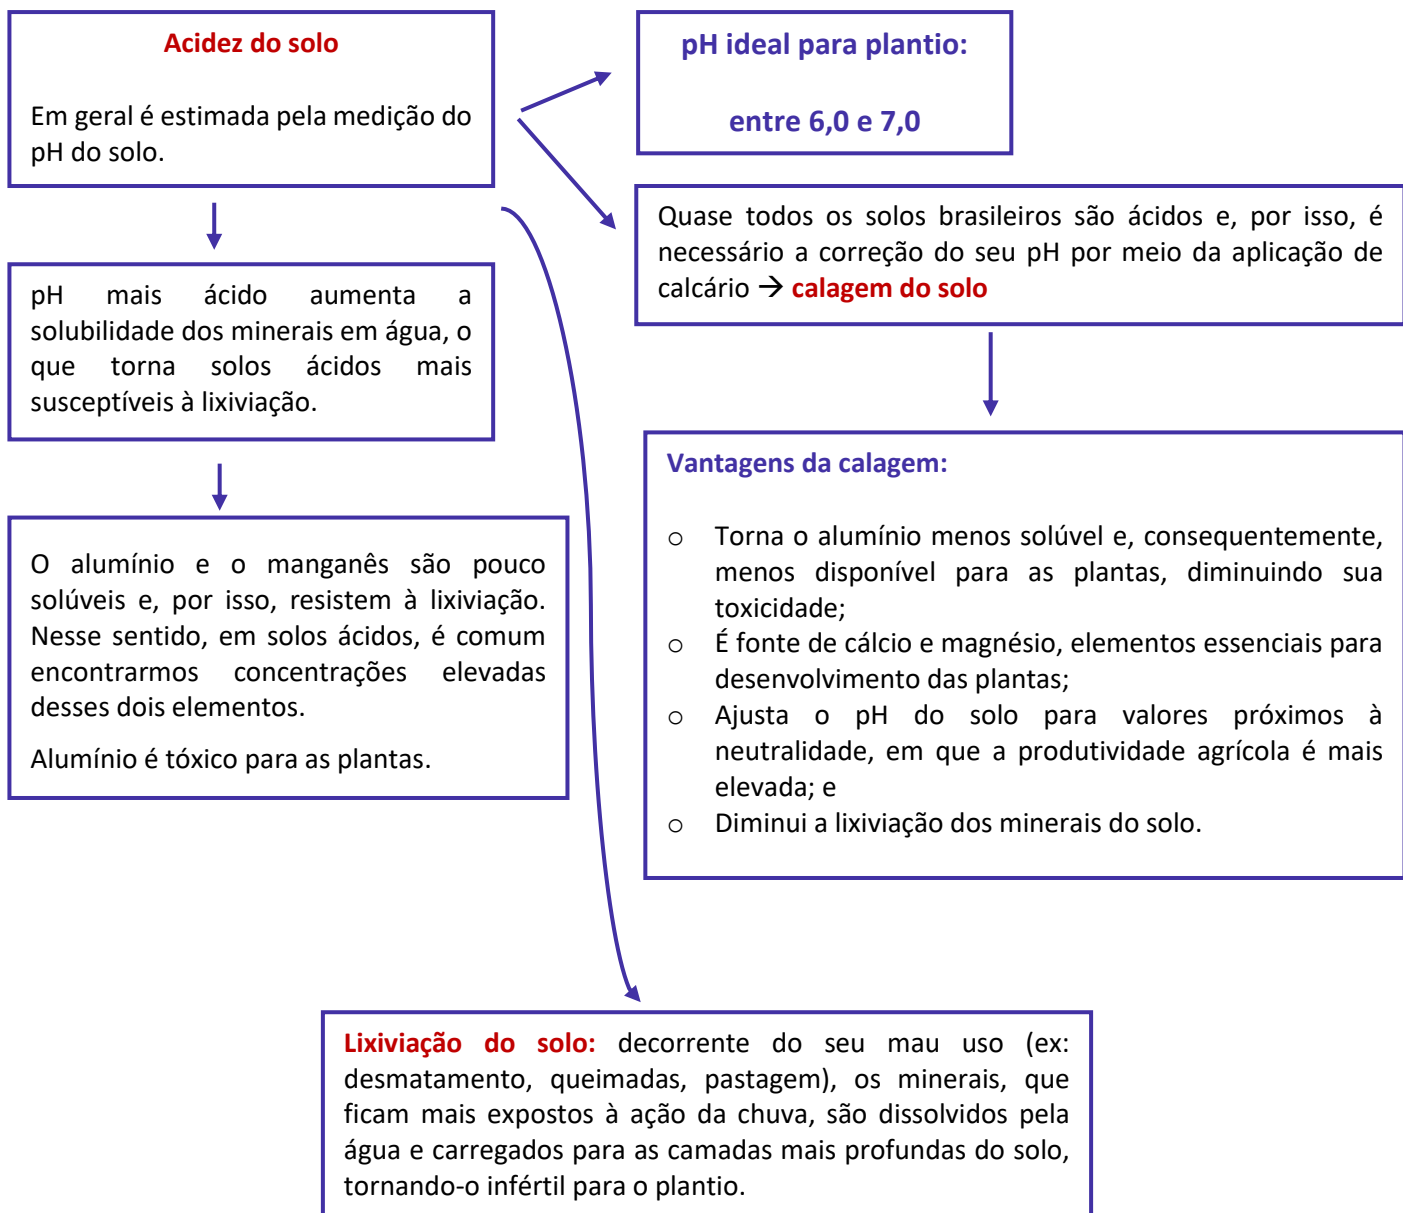 Acidez do solo
Em geral é estimada pela medição do
pH do solo.
pH ideal para plantio:
entre 6,0 e 7,0
Quase todos os solos brasileiros são ácidos e, por isso, é
necessário a correção do seu pH por meio da aplicação de
calcário → calagem do solo
pH mais ácido aumenta a
solubilidade dos minerais em água, o
que torna solos ácidos mais
susceptíveis à lixiviação.
O alumínio e o manganês são pouco
solúveis e, por isso, resistem à lixiviação.
Nesse sentido, em solos ácidos, é comum
encontrarmos concentrações elevadas
desses dois elementos.
Alumínio é tóxico para as plantas.
Vantagens da calagem:
o Torna o alumínio menos solúvel e, consequentemente,
menos disponível para as plantas, diminuindo sua
toxicidade;
o É fonte de cálcio e magnésio, elementos essenciais para
desenvolvimento das plantas;
o Ajusta o pH do solo para valores próximos à
neutralidade, em que a produtividade agrícola é mais
elevada; e
o Diminui a lixiviação dos minerais do solo.
Lixiviação do solo: decorrente do seu mau uso (ex:
desmatamento, queimadas, pastagem), os minerais, que
ficam mais expostos à ação da chuva, são dissolvidos pela
água e carregados para as camadas mais profundas do solo,
tornando-o infértil para o plantio.